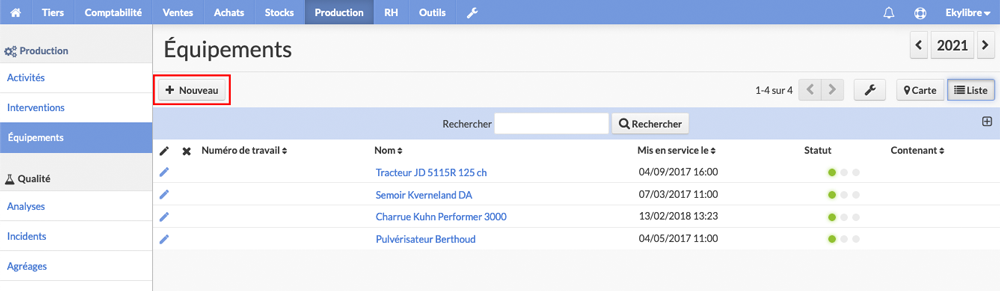 Tiers Comptabilité Ventes Achats Stocks Production RH Outils Ekylibre
Production
Activités
Interventions
Équipements
Qualité
Analyses
Incidents
Agréages
Équipements
2021
Nouveau
1-4 sur 4
Carte Liste
Rechercher Rechercher
Numéro de travail Nom Mis en service le Statut Contenant
Tracteur JD 5115R 125 ch 04/09/2017 16:00
Semoir Kverneland DA 07/03/2017 11:00
Charrue Kuhn Performer 3000 13/02/2018 13:23
Pulvérisateur Berthoud 04/05/2017 11:00